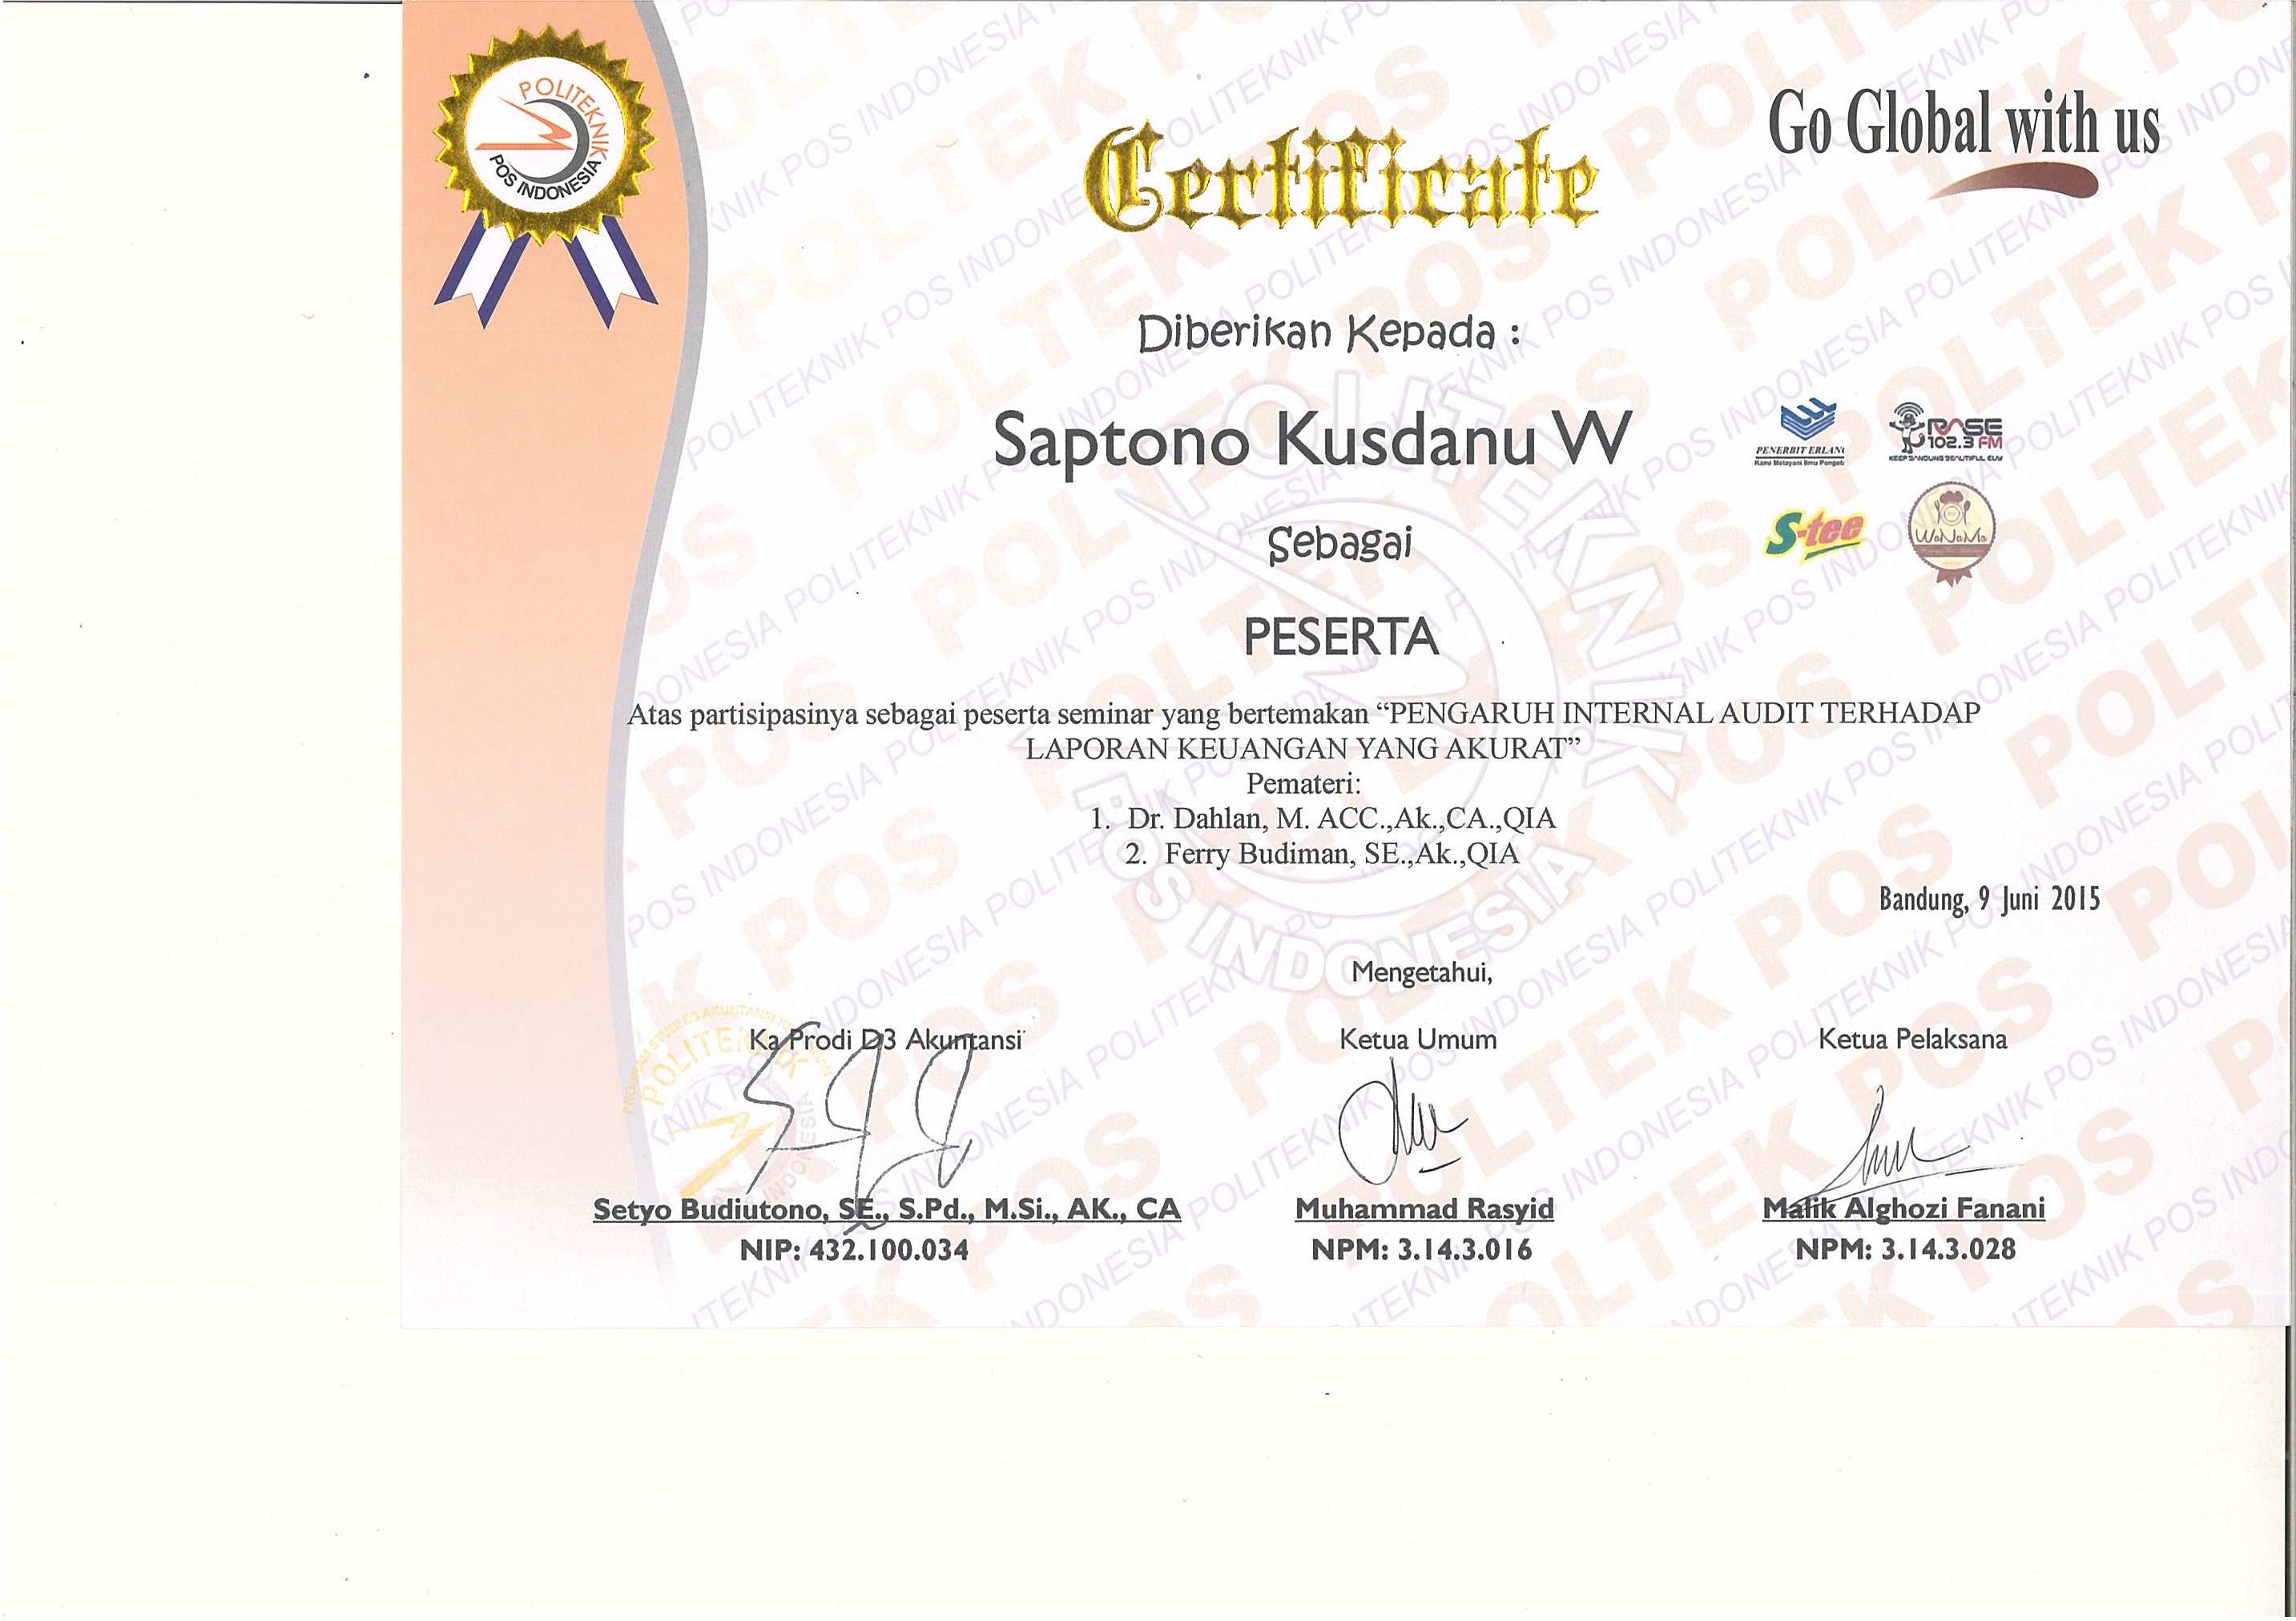 POLITEKNIK
POS INDONESIA
Certificate
Go Global with us
Diberikan Kepada :
Saptono Kusdanu W
PENERBIT ERLANG
Kami Melayani Ilmu Penget
RASE
102.3 FM
KEEP BANDUNG BEAUTIFUL EUY
S-tee
WaNaMa
Sebagai
PESERTA
Atas partisipasinya sebagai peserta seminar yang bertemakan “PENGARUH INTERNAL AUDIT TERHADAP
LAPORAN KEUANGAN YANG AKURAT”
Pemateri:
1. Dr. Dahlan, M. ACC.,Ak.,CA.,QIA
2. Ferry Budiman, SE.,Ak.,QIA
Bandung, 9 Juni 2015
Mengetahui,
Ka Prodi D3 Akuntansi
Ketua Umum
Ketua Pelaksana
Setyo Budiutono, SE., S.Pd., M.Si., AK., CA
Muhammad Rasyid
Malik Alghozi Fanani
NIP: 432.100.034
NPM: 3.14.3.016
NPM: 3.14.3.028